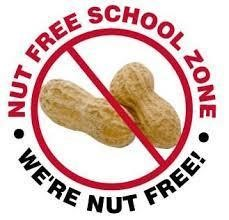 NUT FREE SCHOOL ZONE
• WE'RE NUT FREE! •